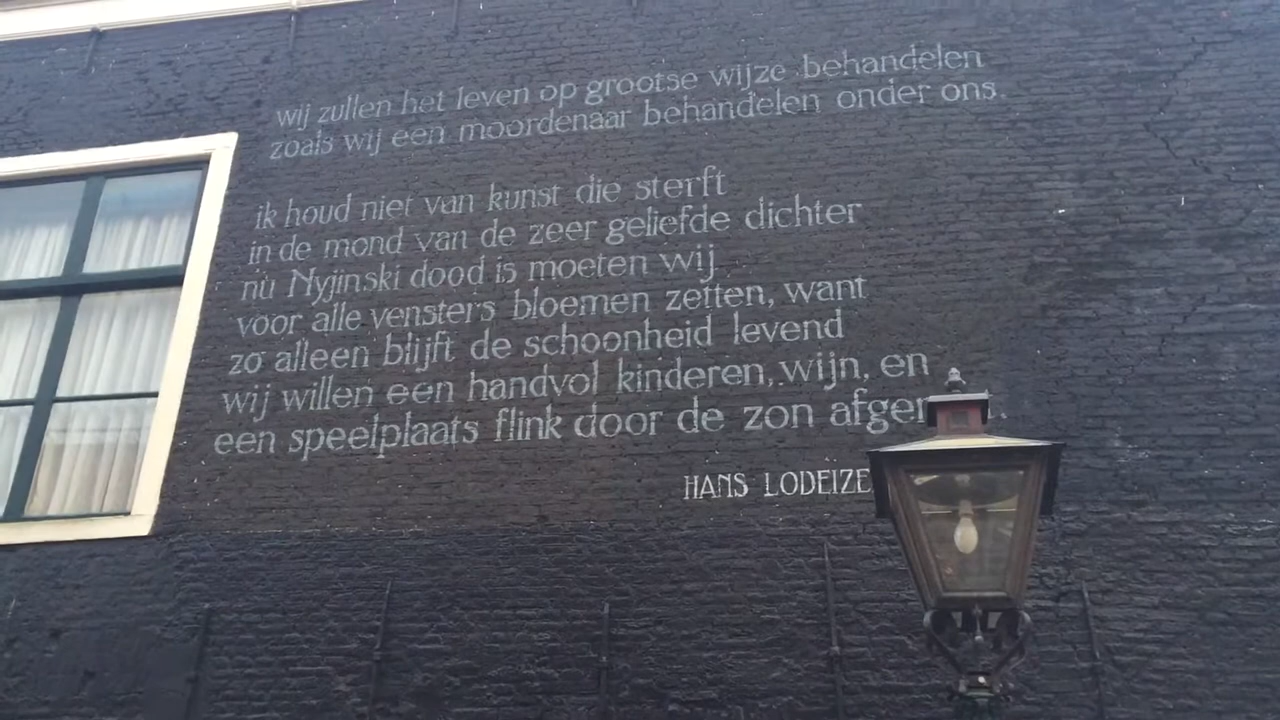 wij zullen het leven op grootse wijze behandelen
zoals wij een moordenaar behandelen onder ons.
ik houd niet van kunst die sterft
in de mond van de zeer geliefde dichter
nù Nyjinski dood is moeten wij
voor alle vensters bloemen zetten, want
zo alleen blijft de schoonheid levend
wij willen een handvol kinderen, wijn, en
een speelplaats flink door de zon
HANS